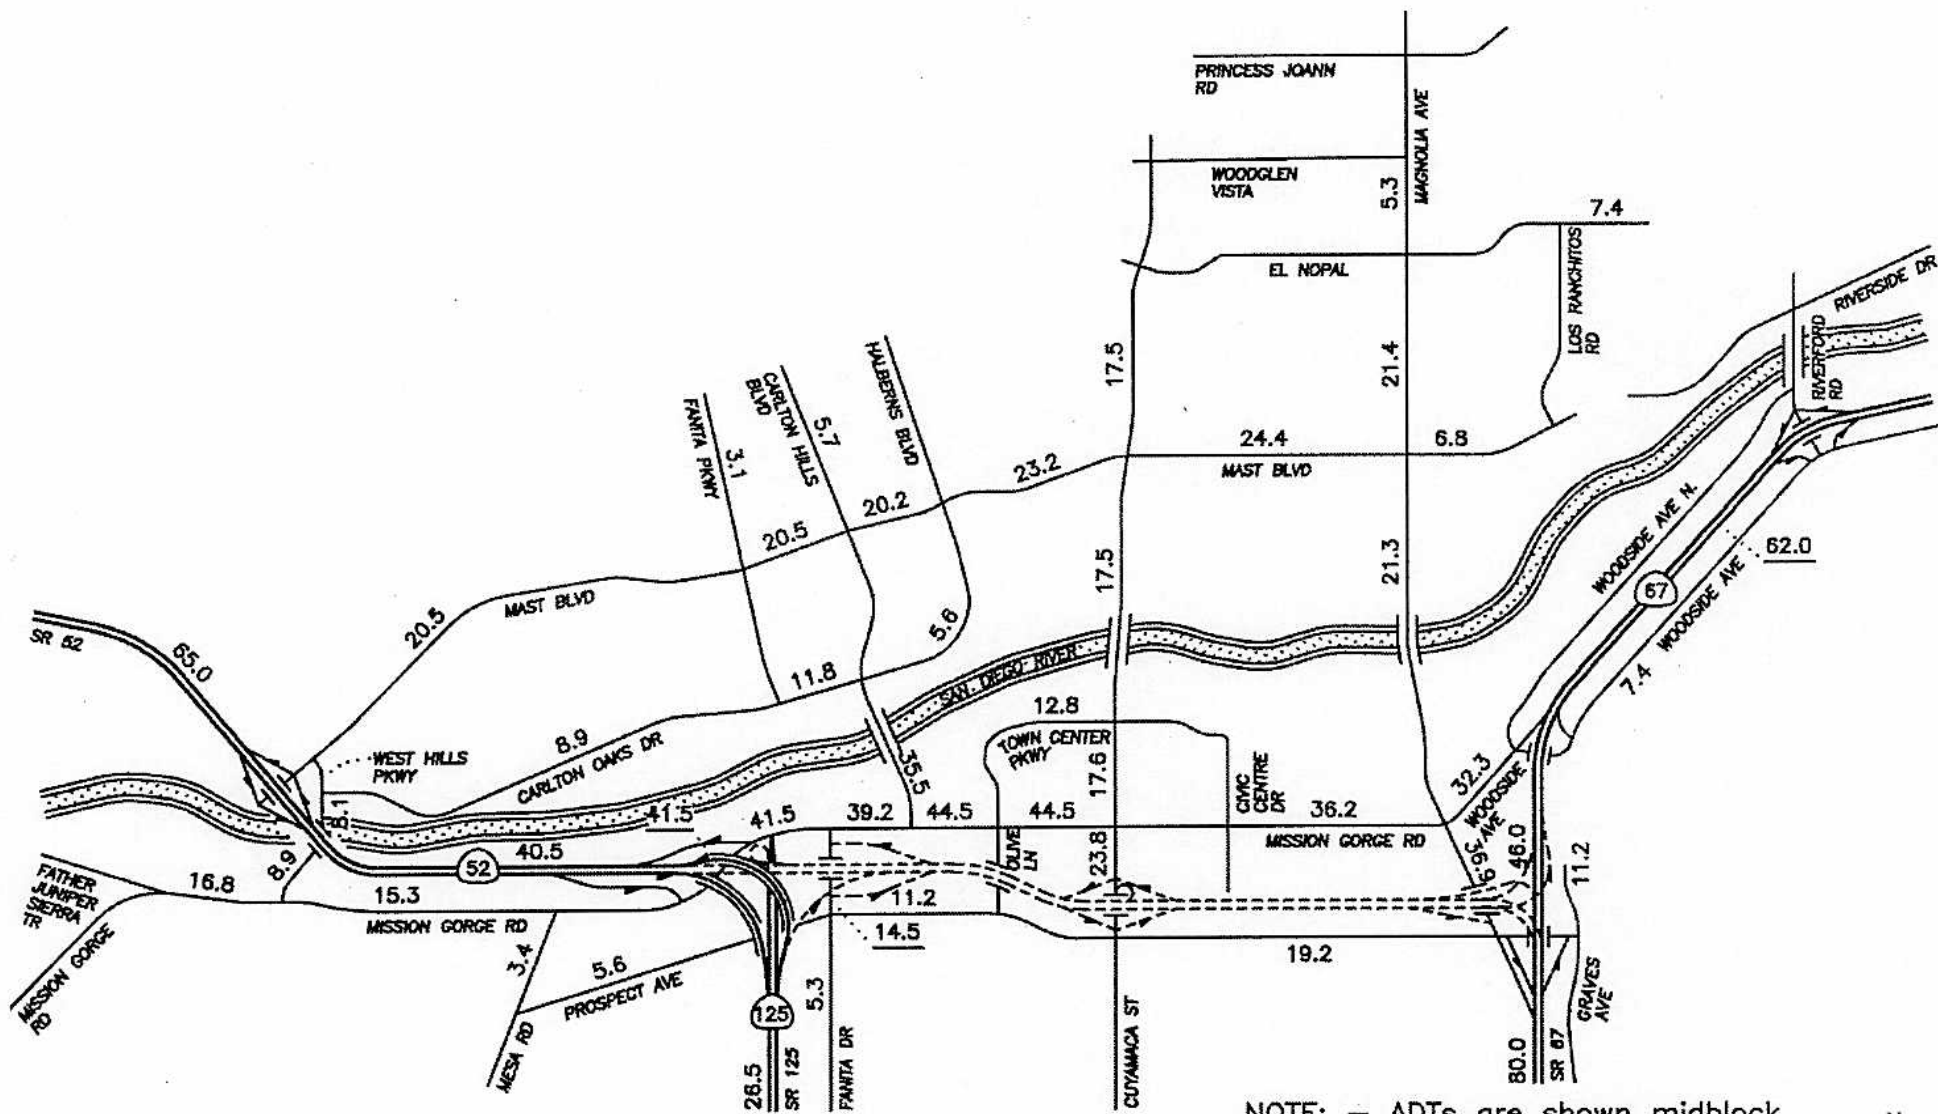 PRINCESS JOANN
RD
MAGNOLIA AVE
WOODGLEN
VISTA
5.3
7.4
EL NOPAL
LOS RANCHITOS
RD
RIVERSIDE DR
RIVERFORD
RD
17.5
21.4
HALBERNS BLVD
CARLTON HILLS
BLVD
5.7
FANITA PKWY
3.1
24.4
6.8
MAST BLVD
23.2
20.2
20.5
17.5
21.3
WOODSIDE AVE N.
62.0
67
WOODSIDE AVE
7.4
MAST BLVD
20.5
SR 52
65.0
5.6
11.8
SAN DIEGO RIVER
12.8
TOWN CENTER
PKWY
17.6
8.9
CARLTON OAKS DR
WEST HILLS
PKWY
8.1
35.5
CIVIC
CENTRE
DR
32.3
WOODSIDE
AVE
41.5
41.5
39.2
44.5
44.5
36.2
MISSION GORGE RD
40.5
52
OLIVE
LN
23.8
36.9
46.0
11.2
8.9
FATHER
JUNIPER
SIERRA
TR
16.8
15.3
MISSION GORGE RD
11.2
14.5
MISSION GORGE
RD
3.4
5.6
PROSPECT AVE
5.3
19.2
GRAVES
AVE
125
MESA RD
26.5
SR 125
FANITA DR
CUYAMACA ST
80.0
SR 67
NOTE: - ADTs are shown midblock